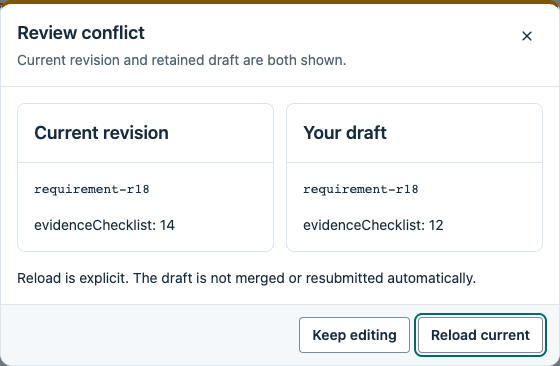 Review conflict
Current revision and retained draft are both shown.
Current revision
requirement-r18
evidenceChecklist: 14
Your draft
requirement-r18
evidenceChecklist: 12
Reload is explicit. The draft is not merged or resubmitted automatically.
Keep editing
Reload current